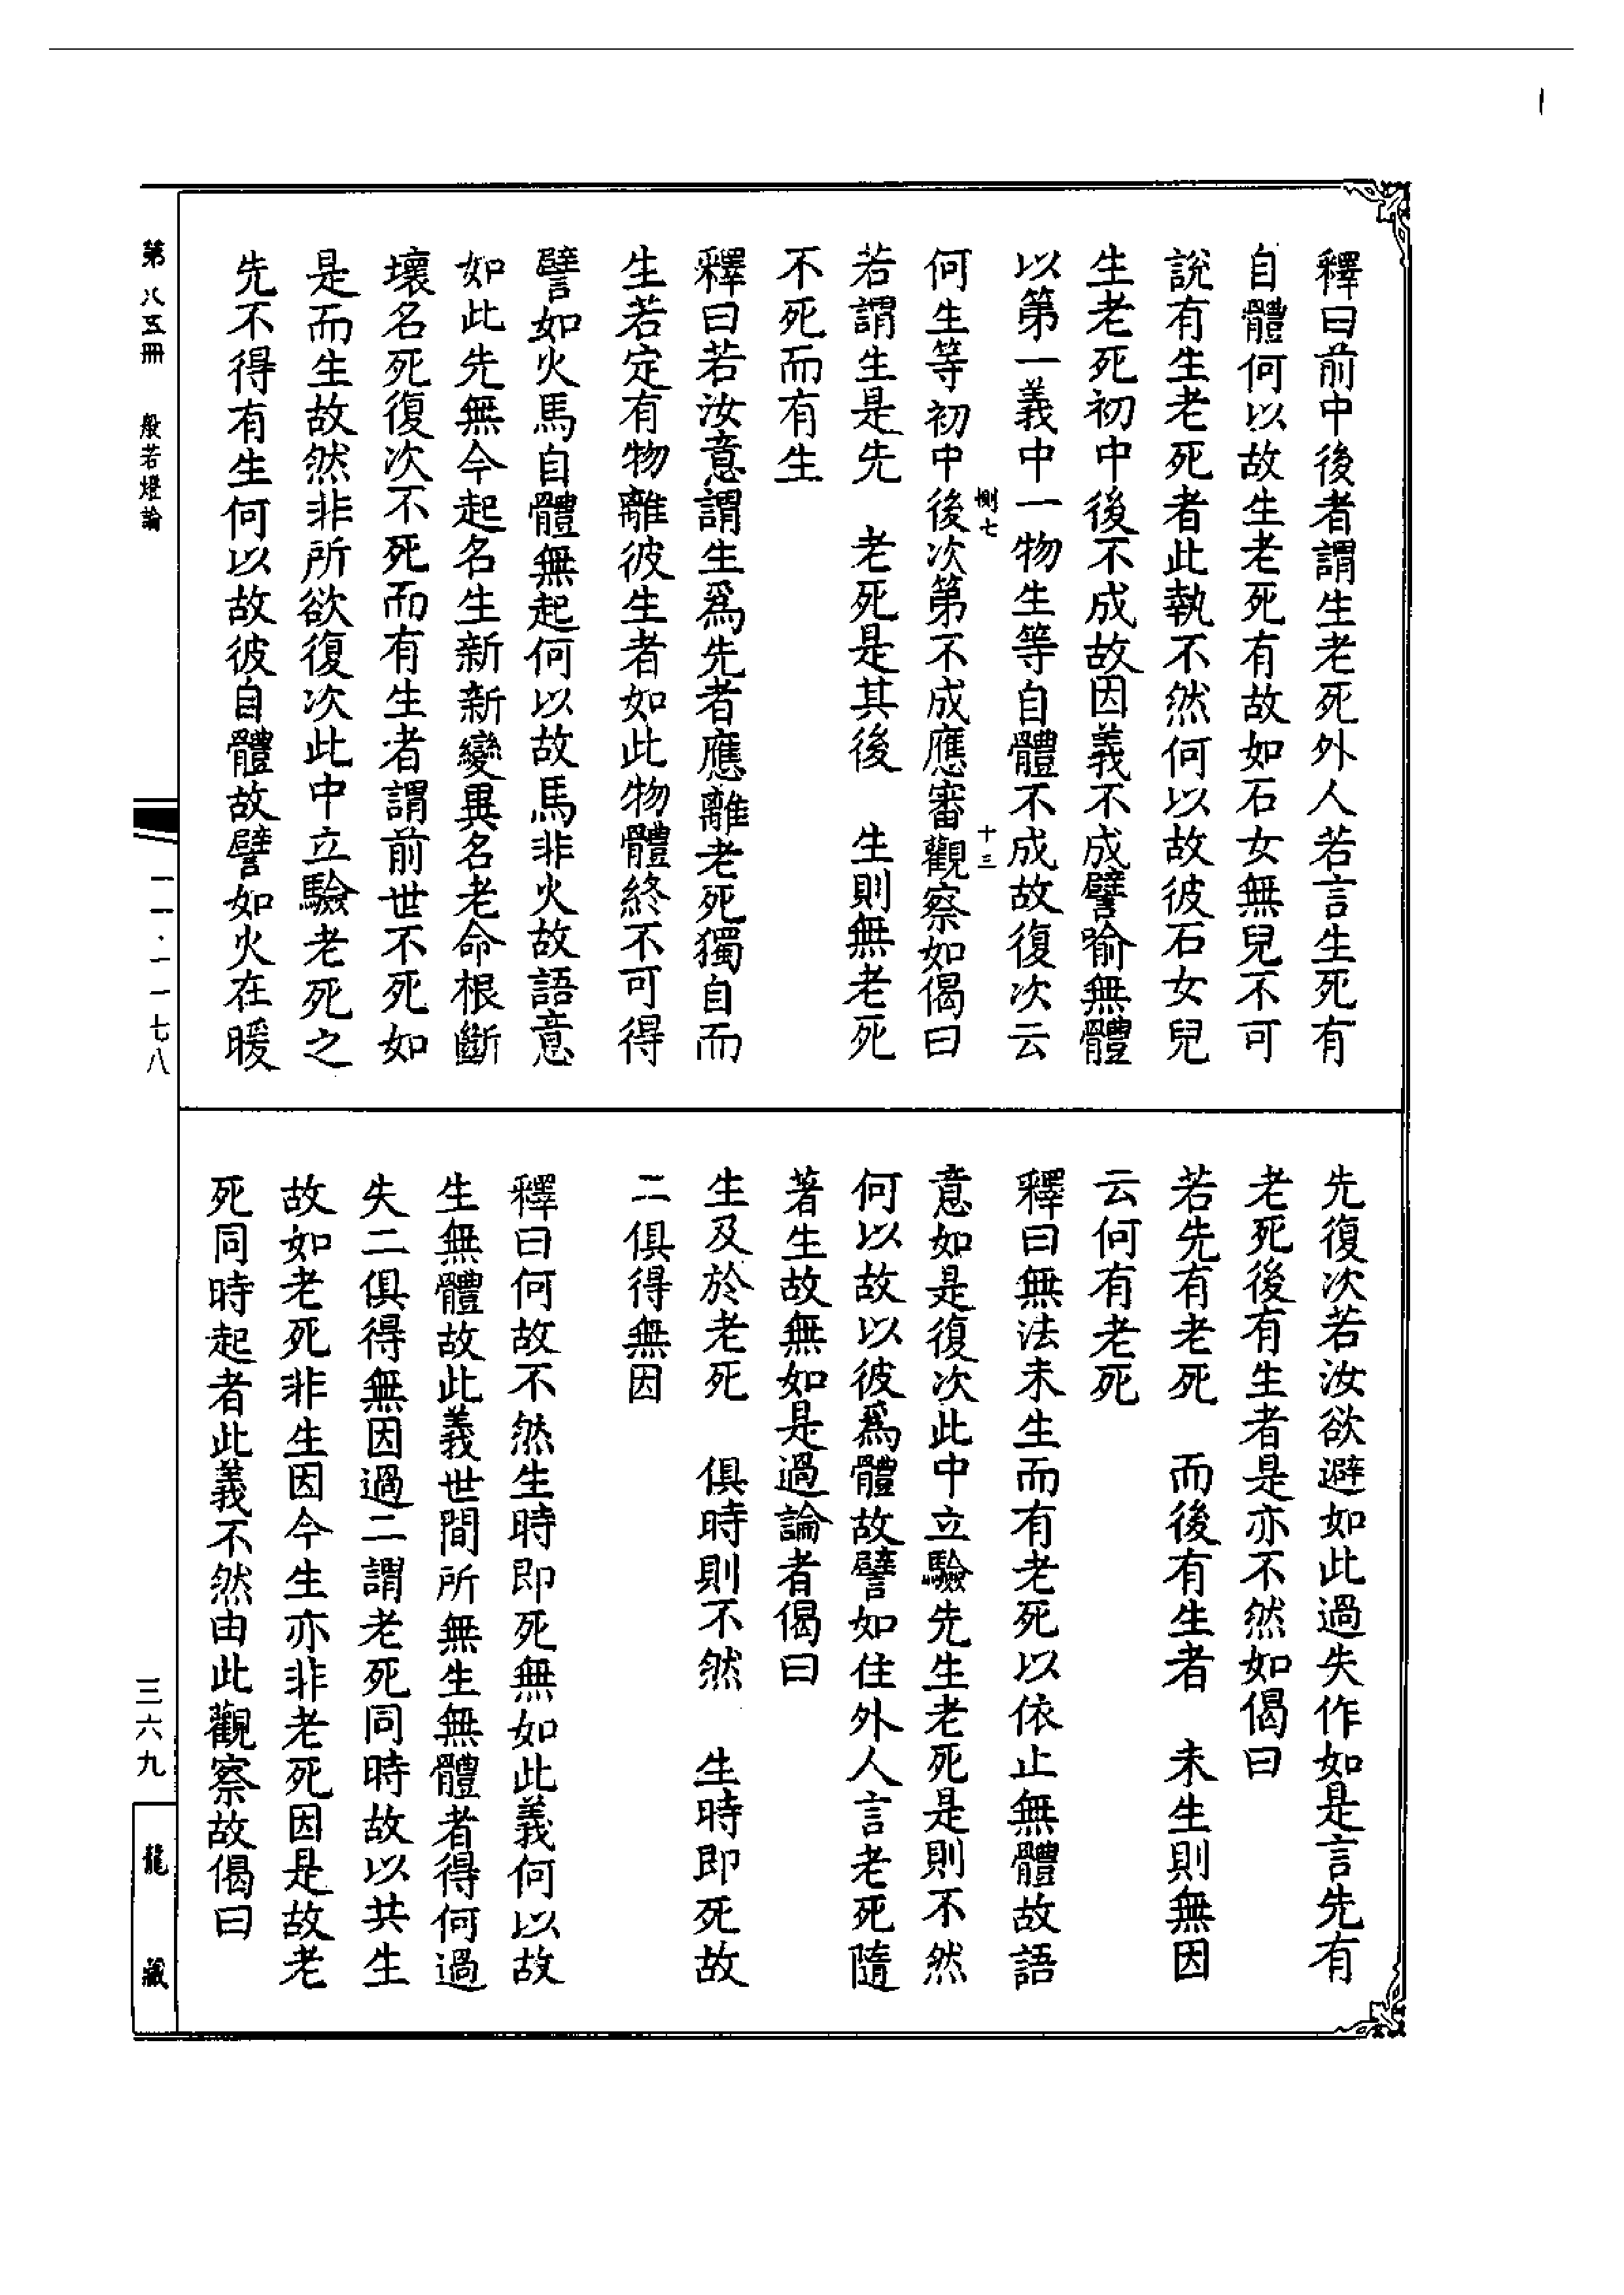 釋曰前中後者謂生老死外人若言生死有
自體何以故生老死有故如石女無兒不可
說有生老死者此執不然何以故彼石女兒
生老死初中後不成故因義不成譬喻無體
以第一義中一物生等自體不成故復次云
何生等初中後次第不成應審觀察如偈曰
若謂生是先　老死是其後　生則無老死
不死而有生
釋曰若汝意謂生爲先者應離老死獨自而
生若定有物離彼生者如此物體終不可得
譬如火馬自體無起何以故馬非火故語意
如此先無今起名生新新變異名老命根斷
壞名死復次不死而有生者謂前世不死如
是而生故然非所欲復次此中立驗老死之
先不得有生何以故彼自體故譬如火在暖
先復次若汝欲避如此過失作如是言先有
老死後有生者是亦不然如偈曰
若先有老死　而後有生者　未生則無因
云何有老死
釋曰無法未生而有老死以依止無體故語
意如是復次此中立驗先生老死是則不然
何以故以彼爲體故譬如住外人言老死隨
著生故無如是過論者偈曰
生及於老死　俱時則不然　生時即死故
二俱得無因
釋曰何故不然生時即死無如此義何以故
生無體故此義世間所無生無體者得何過
失二俱得無因過二謂老死同時故以共生
故如老死非生因今生亦非老死因是故老
死同時起者此義不然由此觀察故偈曰
惻七
十三
第八五冊　般若燈論
一一·一一七八
三六九
龍藏